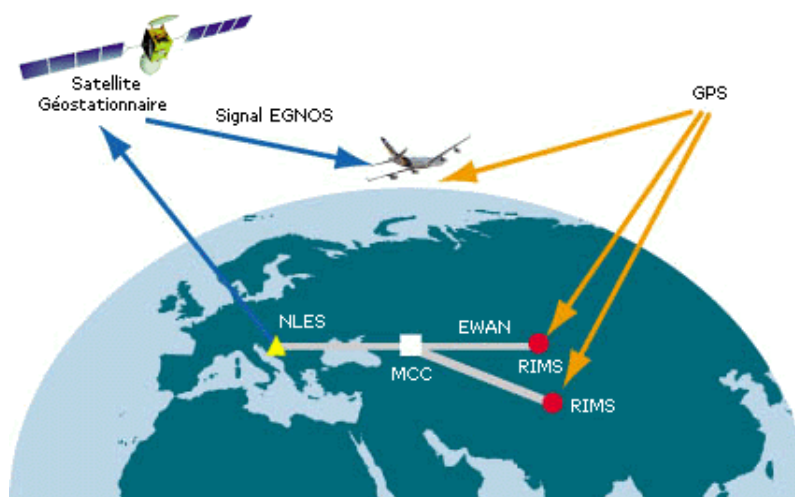 Satellite
Géostationnaire
Signal EGNOS
GPS
NLES
EWAN
MCC
RIMS
RIMS